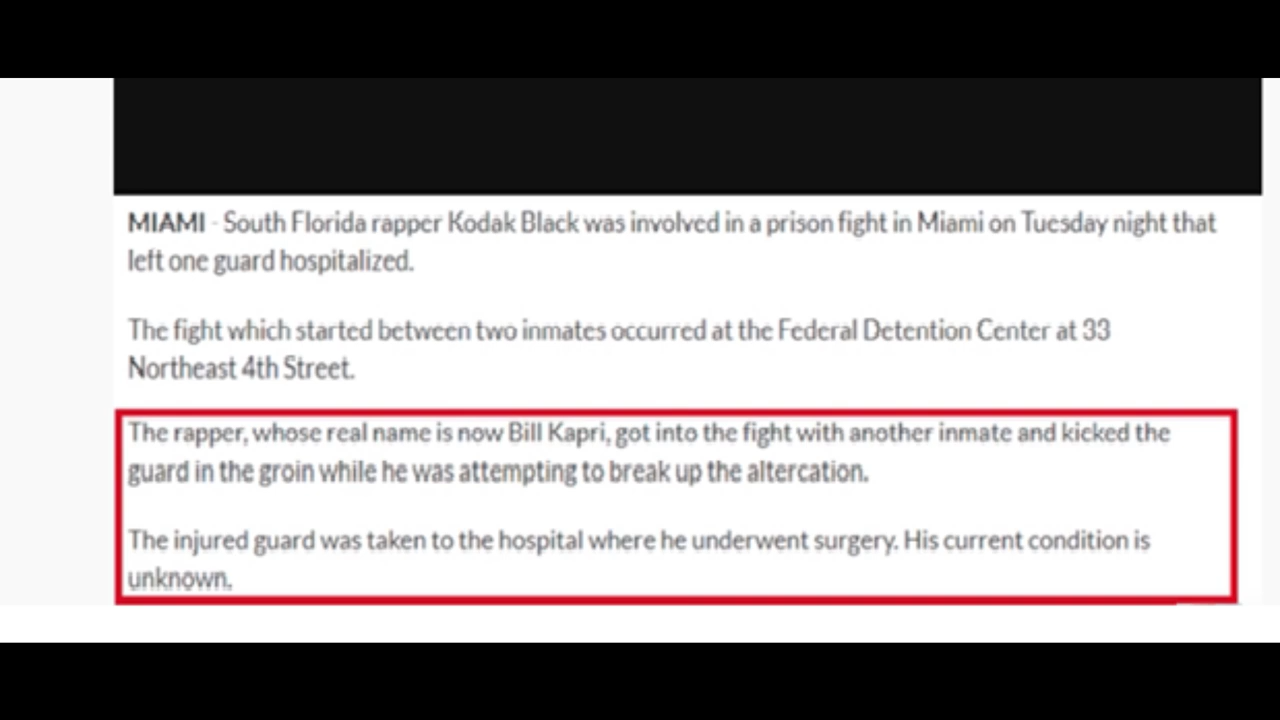 MIAMI - South Florida rapper Kodak Black was involved in a prison fight in Miami on Tuesday night that
left one guard hospitalized.
The fight which started between two inmates occurred at the Federal Detention Center at 33
Northeast 4th Street.
The rapper, whose real name is now Bill Kapri, got into the fight with another inmate and kicked the
guard in the groin while he was attempting to break up the altercation.
The injured guard was taken to the hospital where he underwent surgery. His current condition is
unknown.